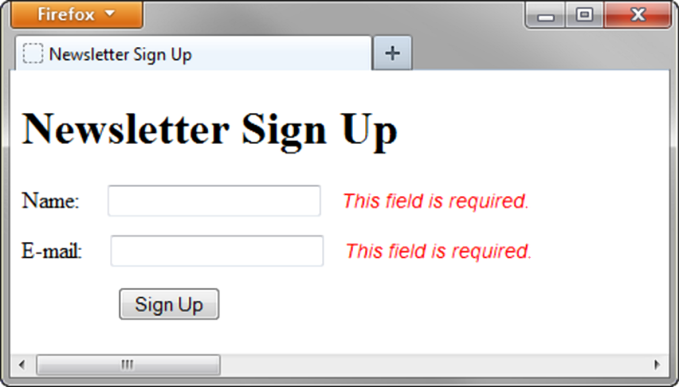 Firefox
Newsletter Sign Up
Newsletter Sign Up
Name: This field is required.
E-mail: This field is required.
Sign Up